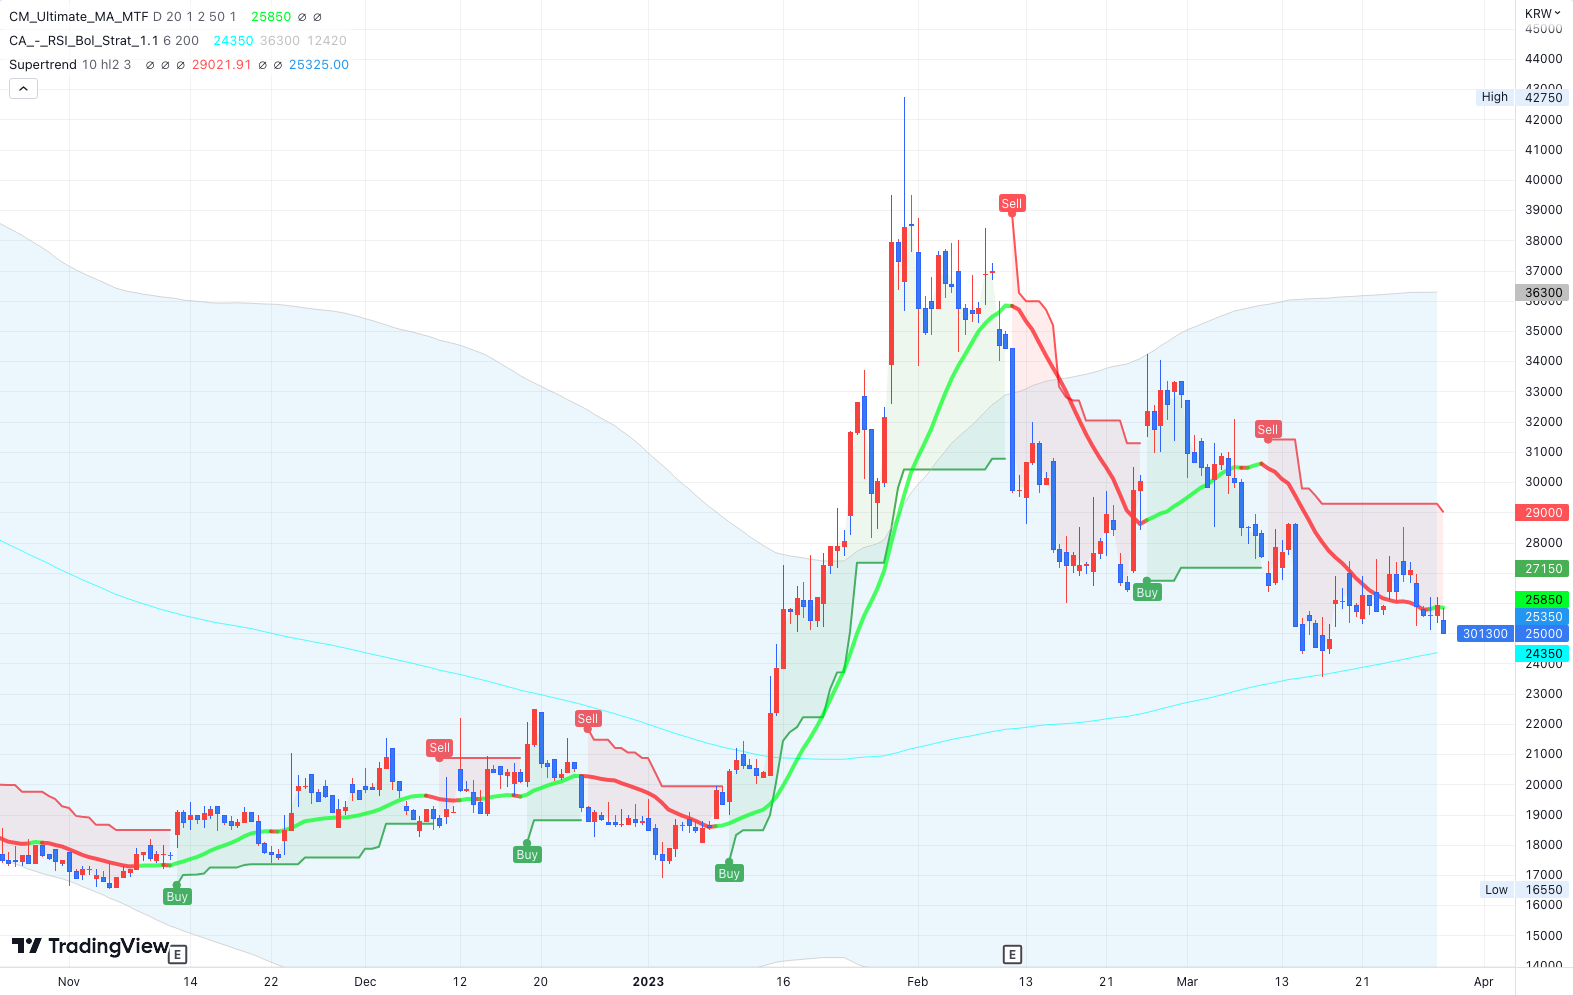 CM_Ultimate_MA_MTF D 20 1 2 50 1 25850 ∅ ∅
CA_-_RSI_Bol_Strat_1.1 6 200 24350 36300 12420
Supertrend 10 hl2 3 ∅ ∅ ∅ 29021.91 ∅ ∅ 25325.00
KRW
45000
44000
43000
High 42750
42000
41000
40000
39000
38000
37000
36300
36000
35000
34000
33000
32000
31000
30000
29000
28000
27150
25850
25350
301300 25000
24350
24000
23000
22000
21000
20000
19000
18000
17000
Low 16550
16000
15000
14000
Sell
Sell
Buy
Sell
Sell
Buy
Buy
Buy
TradingView
E
E
Nov 14 22 Dec 12 20 2023 16 Feb 13 21 Mar 13 21 Apr